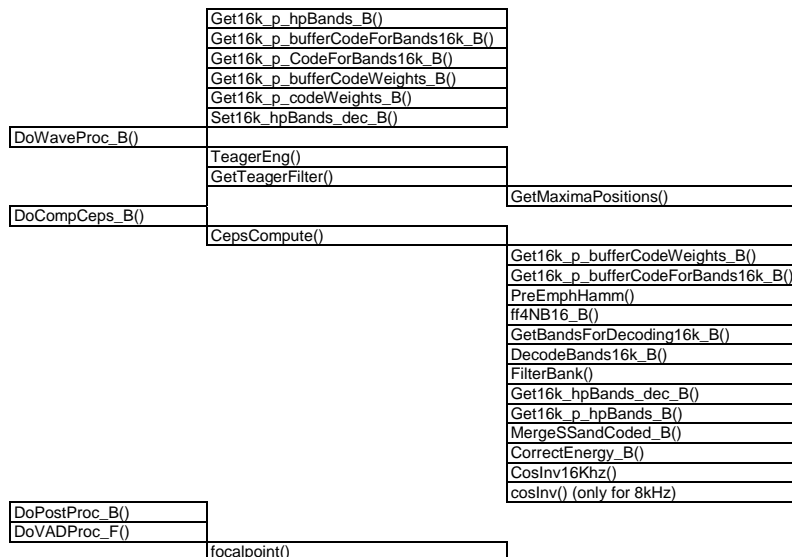 Get16k_p_hpBands_B()
Get16k_p_bufferCodeForBands16k_B()
Get16k_p_CodeForBands16k_B()
Get16k_p_bufferCodeWeights_B()
Get16k_p_codeWeights_B()
Set16k_hpBands_dec_B()
DoWaveProc_B()
TeagerEng()
GetTeagerFilter()
GetMaximaPositions()
DoCompCeps_B()
CepsCompute()
Get16k_p_bufferCodeWeights_B()
Get16k_p_bufferCodeForBands16k_B()
PreEmphHamm()
ff4NB16_B()
GetBandsForDecoding16k_B()
DecodeBands16k_B()
FilterBank()
Get16k_hpBands_dec_B()
Get16k_p_hpBands_B()
MergeSSandCoded_B()
CorrectEnergy_B()
CosInv16Khz()
cosInv() (only for 8kHz)
DoPostProc_B()
DoVADProc_F()
focalpoint()